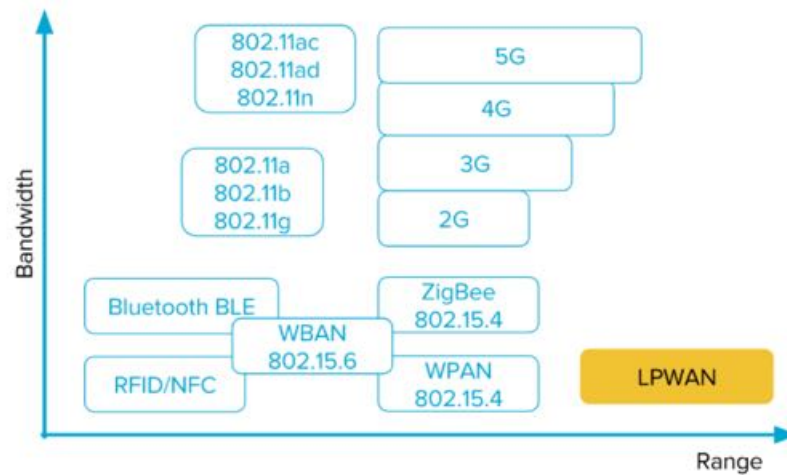 802.11ac
802.11ad
802.11n
5G
4G
802.11a
802.11b
802.11g
3G
2G
Bandwidth
Bluetooth BLE
ZigBee
802.15.4
WBAN
802.15.6
RFID/NFC
WPAN
802.15.4
LPWAN
Range